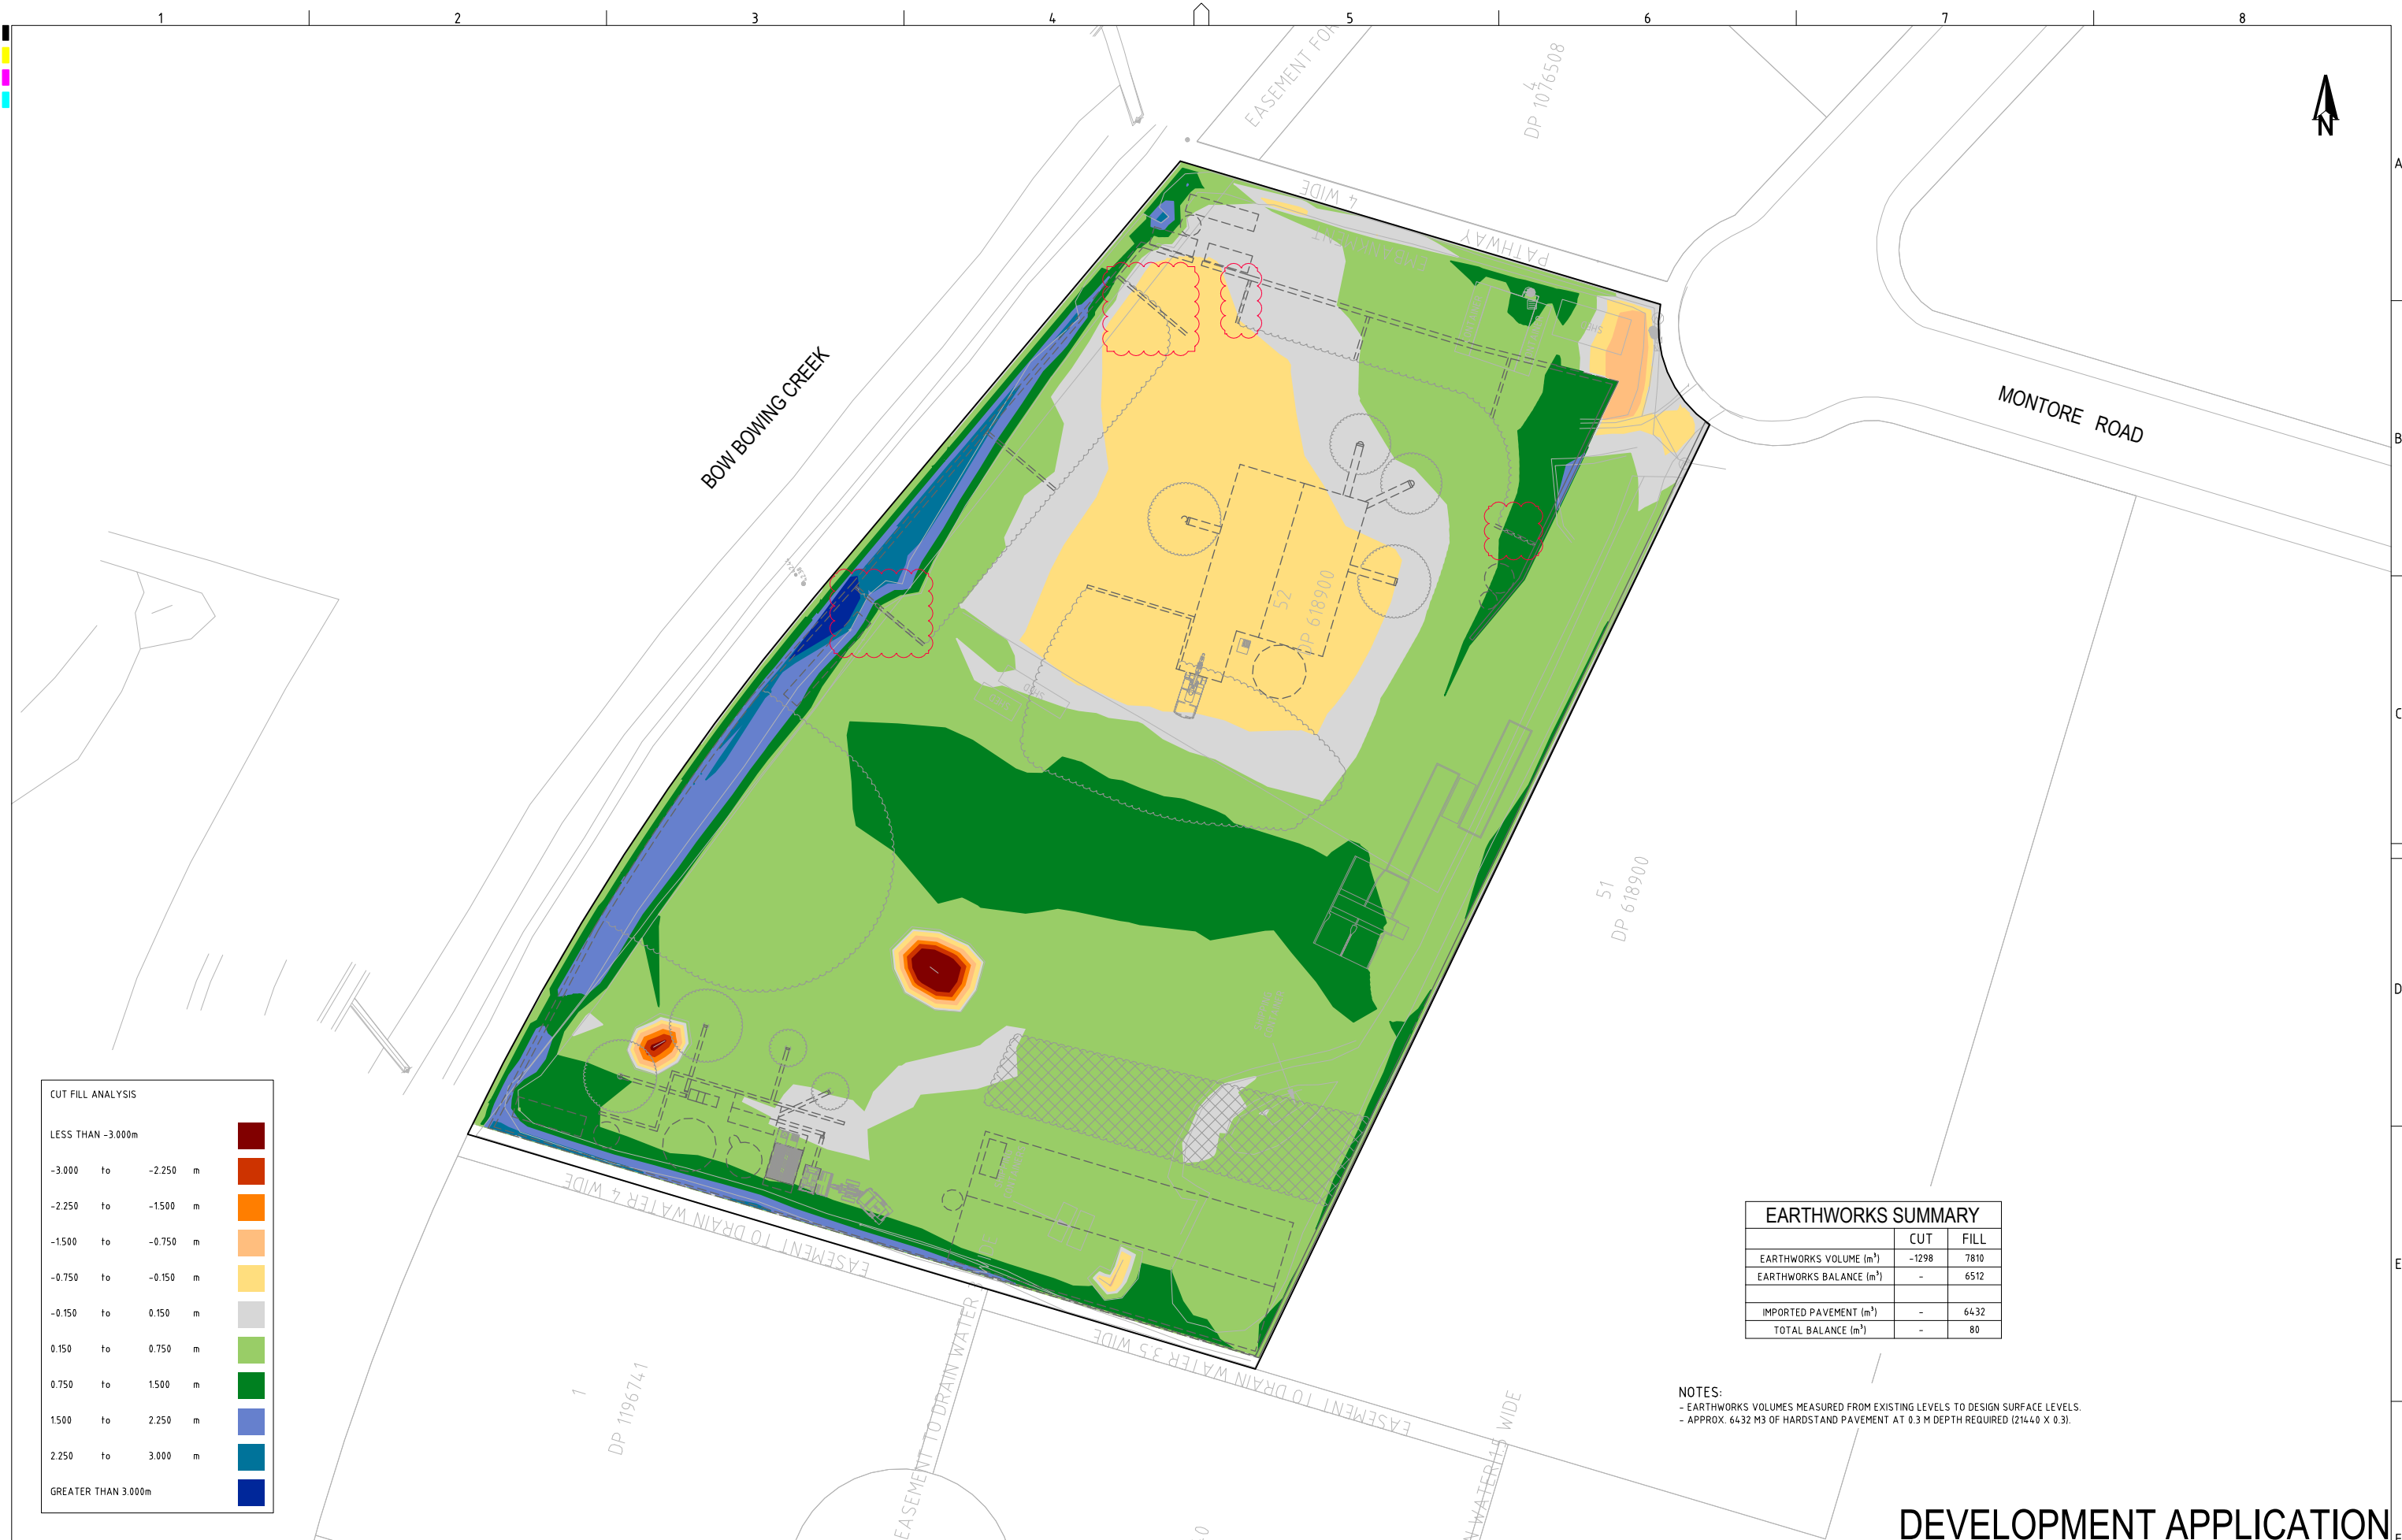 1 2 3 4 5 6 7 8
A
B
C
D
E
EASEMENT FOR
4
DP 1076508
N
4 WIDE
PATHWAY
BOW BOWING CREEK
MONTORE ROAD
52
DP 618900
SHED
51
DP 618900
EASEMENT TO DRAIN WATER 4 WIDE
EASEMENT TO DRAIN WATER 3.5 WIDE
EASEMENT TO DRAIN WATER
N WATER 1.5 WIDE
1
DP 1196741
CUT FILL ANALYSIS
LESS THAN -3.000m
-3.000 to -2.250 m
-2.250 to -1.500 m
-1.500 to -0.750 m
-0.750 to -0.150 m
-0.150 to 0.150 m
0.150 to 0.750 m
0.750 to 1.500 m
1.500 to 2.250 m
2.250 to 3.000 m
GREATER THAN 3.000m
EARTHWORKS SUMMARY
CUT FILL
EARTHWORKS VOLUME (m³) -1298 7810
EARTHWORKS BALANCE (m³) - 6512
IMPORTED PAVEMENT (m³) - 6432
TOTAL BALANCE (m³) - 80
NOTES:
- EARTHWORKS VOLUMES MEASURED FROM EXISTING LEVELS TO DESIGN SURFACE LEVELS.
- APPROX. 6432 M3 OF HARDSTAND PAVEMENT AT 0.3 M DEPTH REQUIRED (21440 X 0.3).
DEVELOPMENT APPLICATION